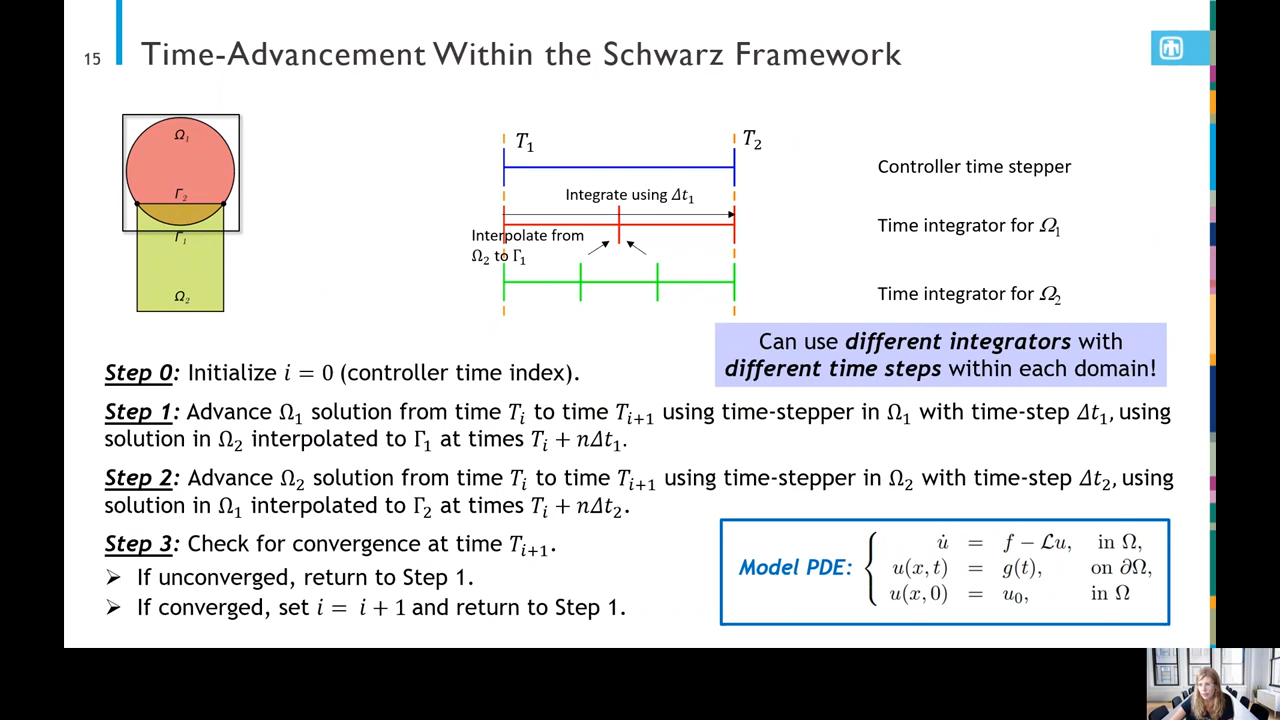 15
Time-Advancement Within the Schwarz Framework
Ω₁
Γ₂
Γ₁
Ω₂
T₁
T₂
Controller time stepper
Integrate using Δt₁
Time integrator for Ω₁
Interpolate from
Ω₂ to Γ₁
Time integrator for Ω₂
Can use different integrators with
different time steps within each domain!
Step 0: Initialize i = 0 (controller time index).
Step 1: Advance Ω₁ solution from time Tᵢ to time Tᵢ₊₁ using time-stepper in Ω₁ with time-step Δt₁, using
solution in Ω₂ interpolated to Γ₁ at times Tᵢ + nΔt₁.
Step 2: Advance Ω₂ solution from time Tᵢ to time Tᵢ₊₁ using time-stepper in Ω₂ with time-step Δt₂, using
solution in Ω₁ interpolated to Γ₂ at times Tᵢ + nΔt₂.
Step 3: Check for convergence at time Tᵢ₊₁.
➢ If unconverged, return to Step 1.
➢ If converged, set i = i + 1 and return to Step 1.
Model PDE:
u̇ = f − ℒu, in Ω,
u(x, t) = g(t), on ∂Ω,
u(x, 0) = u₀, in Ω